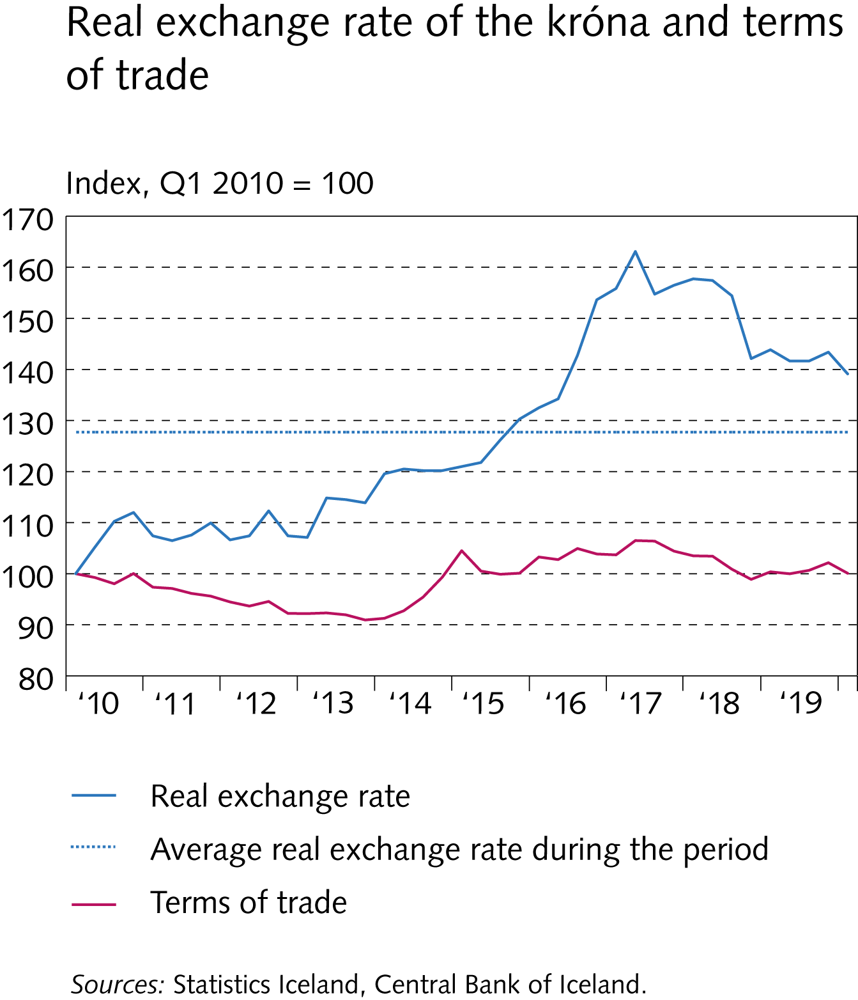 Real exchange rate of the króna and terms
of trade
Index, Q1 2010 = 100
170
160
150
140
130
120
110
100
90
80
‘10 ‘11 ‘12 ‘13 ‘14 ‘15 ‘16 ‘17 ‘18 ‘19
Real exchange rate
Average real exchange rate during the period
Terms of trade
Sources: Statistics Iceland, Central Bank of Iceland.